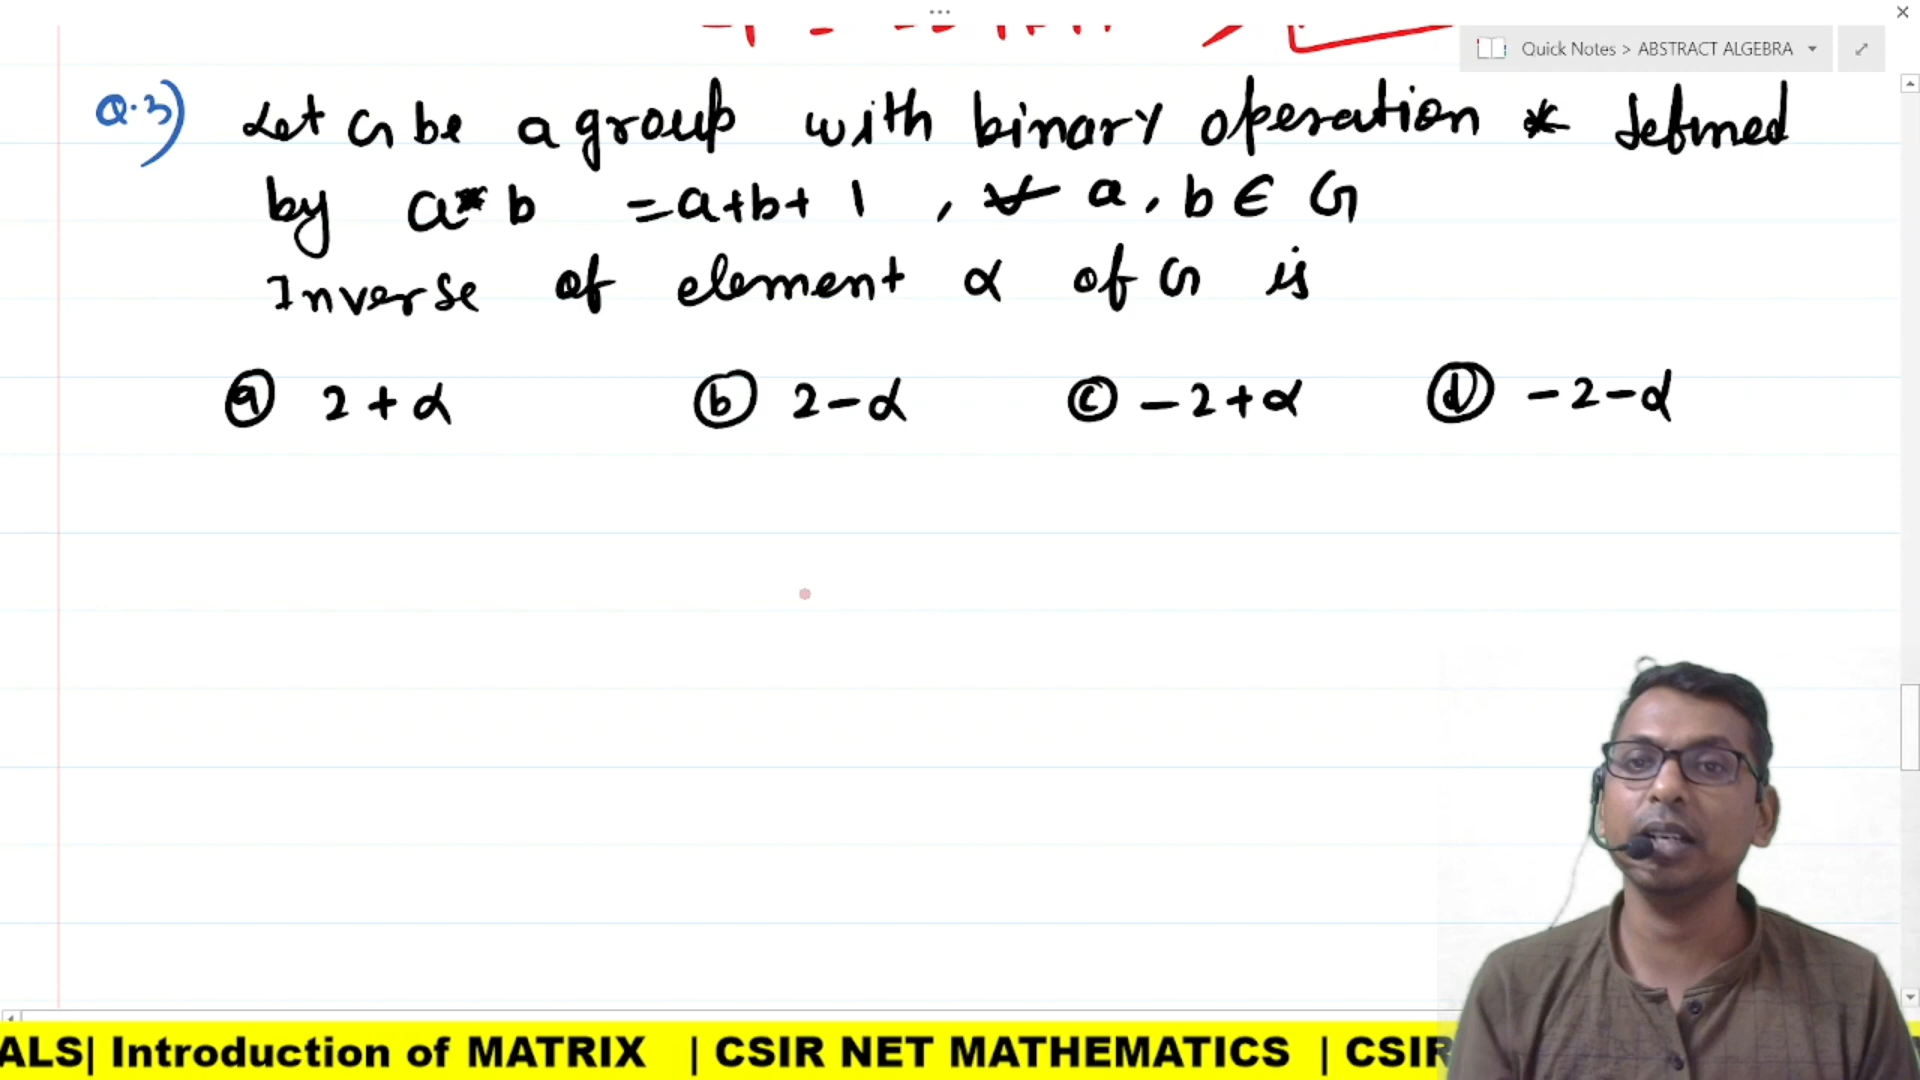 Quick Notes > ABSTRACT ALGEBRA
Q.3) Let G be a group with binary operation * defined
by a * b = a+b+1, ∀ a, b ∈ G
Inverse of element α of G is
(a) 2+α (b) 2-α (c) -2+α (d) -2-α
ALS| Introduction of MATRIX | CSIR NET MATHEMATICS | CSIR